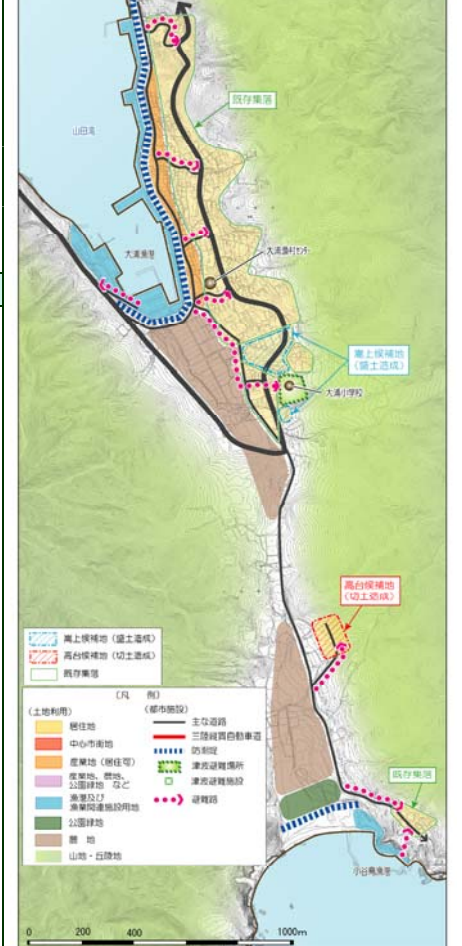 既存集落
山田湾
大浦漁港
大浦漁村センター
嵩上候補地
(盛土造成)
大浦小学校
高台候補地
(切土造成)
嵩上候補地(盛土造成)
高台候補地(切土造成)
既存集落
(凡 例)
(土地利用)
居住地
中心市街地
産業地(居住可)
産業地、農地、
公園緑地 など
漁港及び
漁業関連施設用地
公園緑地
農 地
山地・丘陵地
(都市施設)
主な道路
三陸縦貫自動車道
防潮堤
津波避難場所
津波避難施設
避難路
既存集落
小谷鳥漁港
0 200 400 1000m